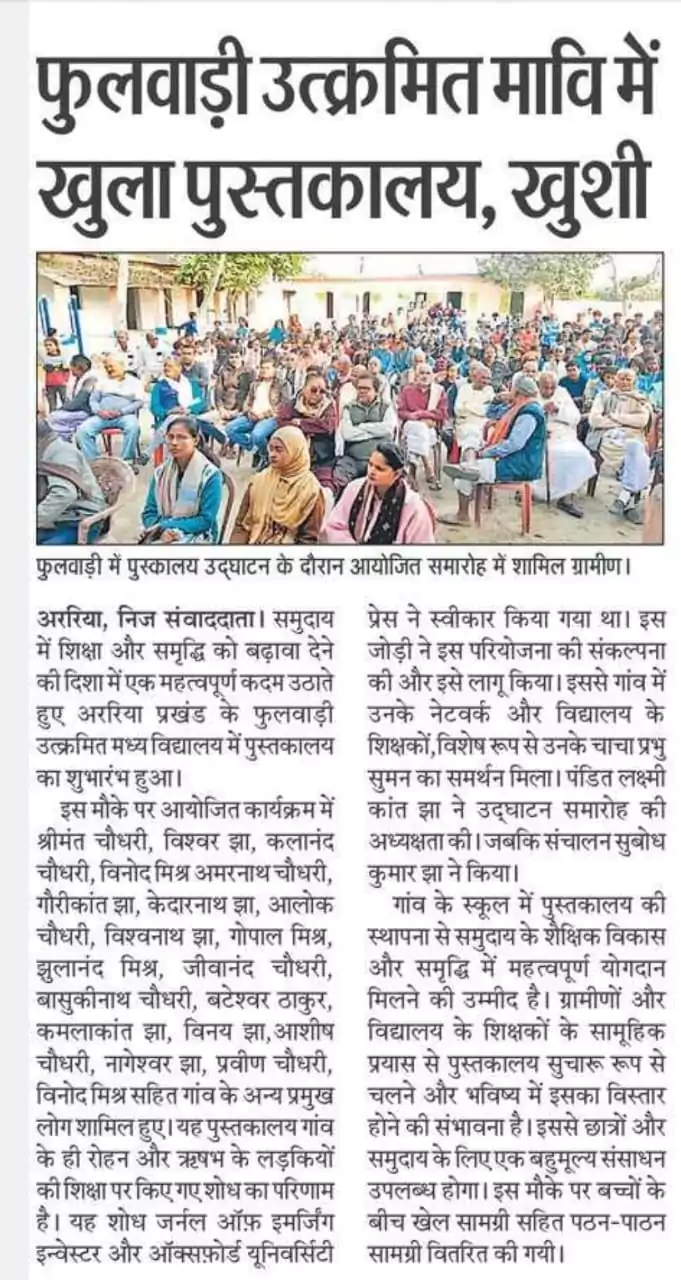 फुलवाड़ी उत्क्रमित मावि में
खुला पुस्तकालय, खुशी
फुलवाड़ी में पुस्कालय उद्घाटन के दौरान आयोजित समारोह में शामिल ग्रामीण।
अररिया, निज संवाददाता। समुदाय
में शिक्षा और समृद्धि को बढ़ावा देने
की दिशा में एक महत्वपूर्ण कदम उठाते
हुए अररिया प्रखंड के फुलवाड़ी
उत्क्रमित मध्य विद्यालय में पुस्तकालय
का शुभारंभ हुआ।
इस मौके पर आयोजित कार्यक्रम में
श्रीमंत चौधरी, विश्वर झा, कलानंद
चौधरी, विनोद मिश्र अमरनाथ चौधरी,
गौरीकांत झा, केदारनाथ झा, आलोक
चौधरी, विश्वनाथ झा, गोपाल मिश्र,
झुलानंद मिश्र, जीवानंद चौधरी,
बासुकीनाथ चौधरी, बटेश्वर ठाकुर,
कमलाकांत झा, विनय झा,आशीष
चौधरी, नागेश्वर झा, प्रवीण चौधरी,
विनोद मिश्र सहित गांव के अन्य प्रमुख
लोग शामिल हुए। यह पुस्तकालय गांव
के ही रोहन और ऋषभ के लड़कियों
की शिक्षा पर किए गए शोध का परिणाम
है। यह शोध जर्नल ऑफ़ इमर्जिंग
इन्वेस्टर और ऑक्सफ़ोर्ड यूनिवर्सिटी
प्रेस ने स्वीकार किया गया था। इस
जोड़ी ने इस परियोजना की संकल्पना
की और इसे लागू किया। इससे गांव में
उनके नेटवर्क और विद्यालय के
शिक्षकों,विशेष रूप से उनके चाचा प्रभु
सुमन का समर्थन मिला। पंडित लक्ष्मी
कांत झा ने उद्घाटन समारोह की
अध्यक्षता की। जबकि संचालन सुबोध
कुमार झा ने किया।
गांव के स्कूल में पुस्तकालय की
स्थापना से समुदाय के शैक्षिक विकास
और समृद्धि में महत्वपूर्ण योगदान
मिलने की उम्मीद है। ग्रामीणों और
विद्यालय के शिक्षकों के सामूहिक
प्रयास से पुस्तकालय सुचारू रूप से
चलने और भविष्य में इसका विस्तार
होने की संभावना है। इससे छात्रों और
समुदाय के लिए एक बहुमूल्य संसाधन
उपलब्ध होगा। इस मौके पर बच्चों के
बीच खेल सामग्री सहित पठन-पाठन
सामग्री वितरित की गयी।